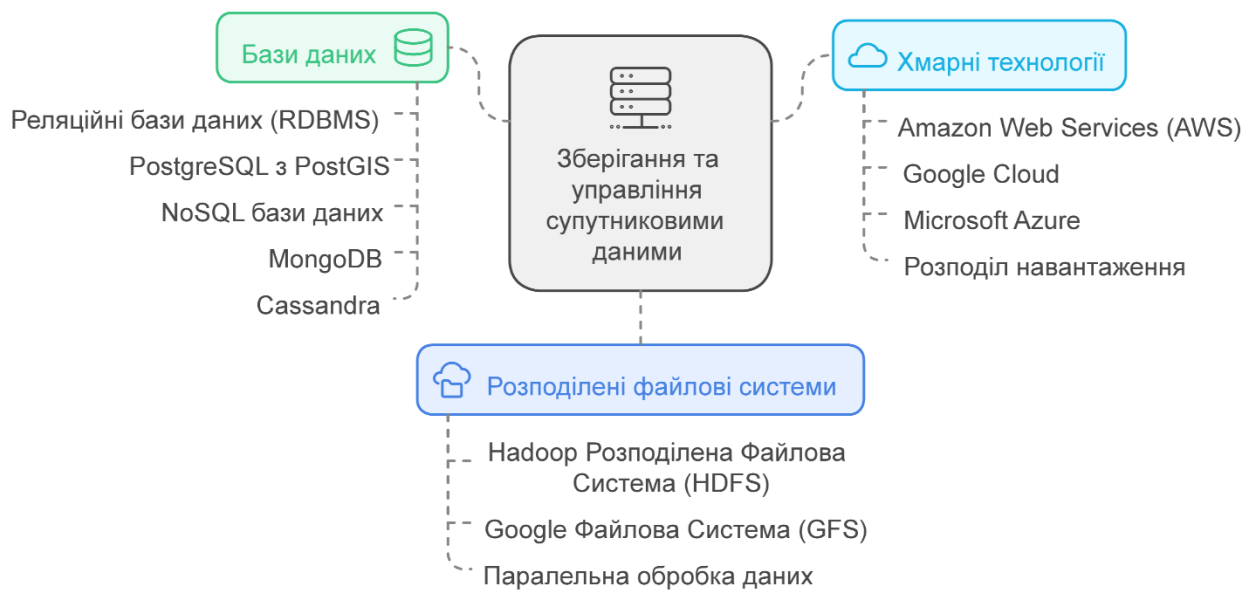 Бази даних
Реляційні бази даних (RDBMS)
PostgreSQL з PostGIS
NoSQL бази даних
MongoDB
Cassandra
Зберігання та
управління
супутниковими
даними
Хмарні технології
Amazon Web Services (AWS)
Google Cloud
Microsoft Azure
Розподіл навантаження
Розподілені файлові системи
Hadoop Розподілена Файлова
Система (HDFS)
Google Файлова Система (GFS)
Паралельна обробка даних